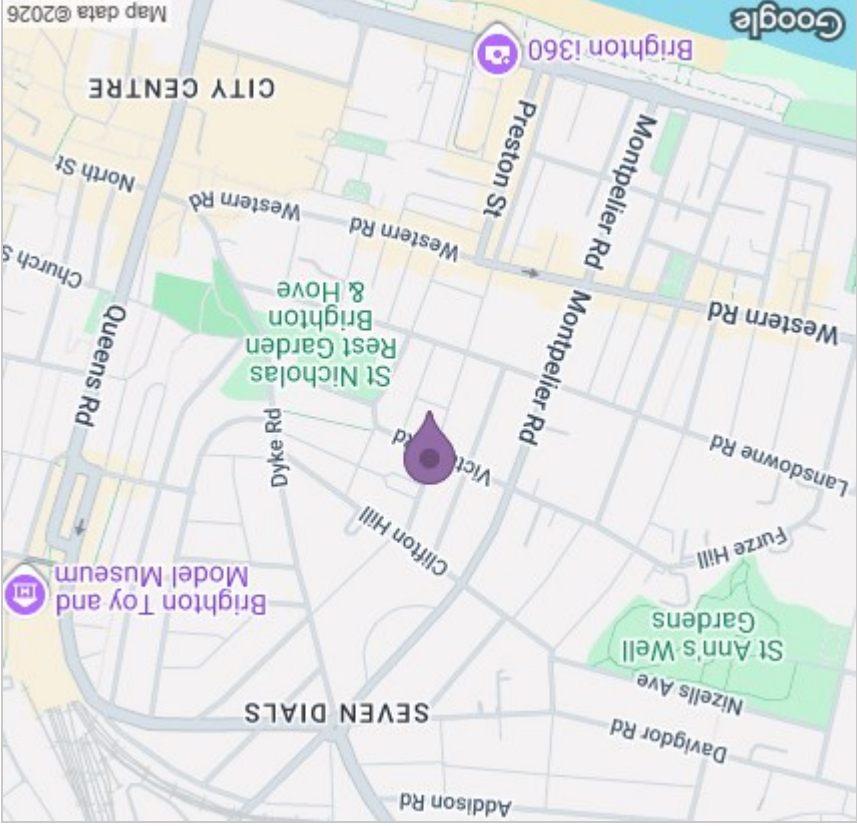 Addison Rd
Davigdor Rd
SEVEN DIALS
Nizells Ave
St Ann's Well
Gardens
Brighton Toy and
Model Museum
Furze Hill
Clifton Hill
Dyke Rd
Lansdowne Rd
Rd
Montpelier Rd
Queens Rd
St Nicholas
Rest Garden
Brighton
& Hove
Western Rd
Church S
Western Rd
Western Rd
Montpelier Rd
North St
Preston St
CITY CENTRE
Brighton i360
Google
Map data ©2026